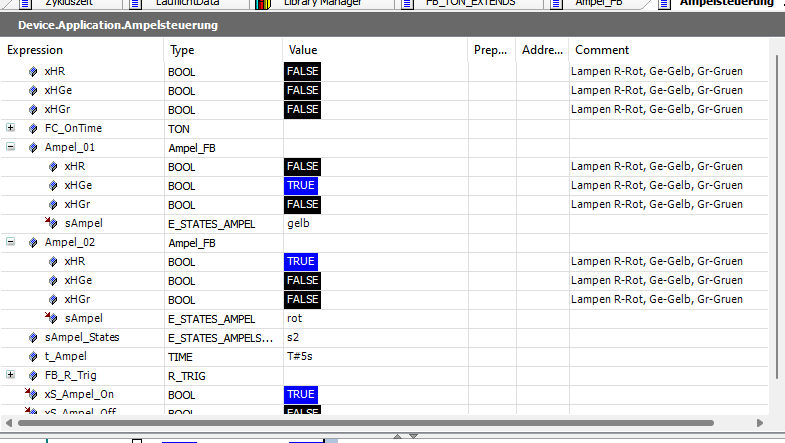 Zykluszeit LauflichtData Library Manager FB_TON_EXTENDS Ampel_FB Ampelsteuerung
Device.Application.Ampelsteuerung
Expression Type Value Prep... Addre... Comment
xHR BOOL FALSE Lampen R-Rot, Ge-Gelb, Gr-Gruen
xHGe BOOL FALSE Lampen R-Rot, Ge-Gelb, Gr-Gruen
xHGr BOOL FALSE Lampen R-Rot, Ge-Gelb, Gr-Gruen
FC_OnTime TON
Ampel_01 Ampel_FB
xHR BOOL FALSE Lampen R-Rot, Ge-Gelb, Gr-Gruen
xHGe BOOL TRUE Lampen R-Rot, Ge-Gelb, Gr-Gruen
xHGr BOOL FALSE Lampen R-Rot, Ge-Gelb, Gr-Gruen
sAmpel E_STATES_AMPEL gelb
Ampel_02 Ampel_FB
xHR BOOL TRUE Lampen R-Rot, Ge-Gelb, Gr-Gruen
xHGe BOOL FALSE Lampen R-Rot, Ge-Gelb, Gr-Gruen
xHGr BOOL FALSE Lampen R-Rot, Ge-Gelb, Gr-Gruen
sAmpel E_STATES_AMPEL rot
sAmpel_States E_STATES_AMPELS... s2
t_Ampel TIME T#5s
FB_R_Trig R_TRIG
xS_Ampel_On BOOL TRUE
xS_Ampel_Off BOOL FALSE